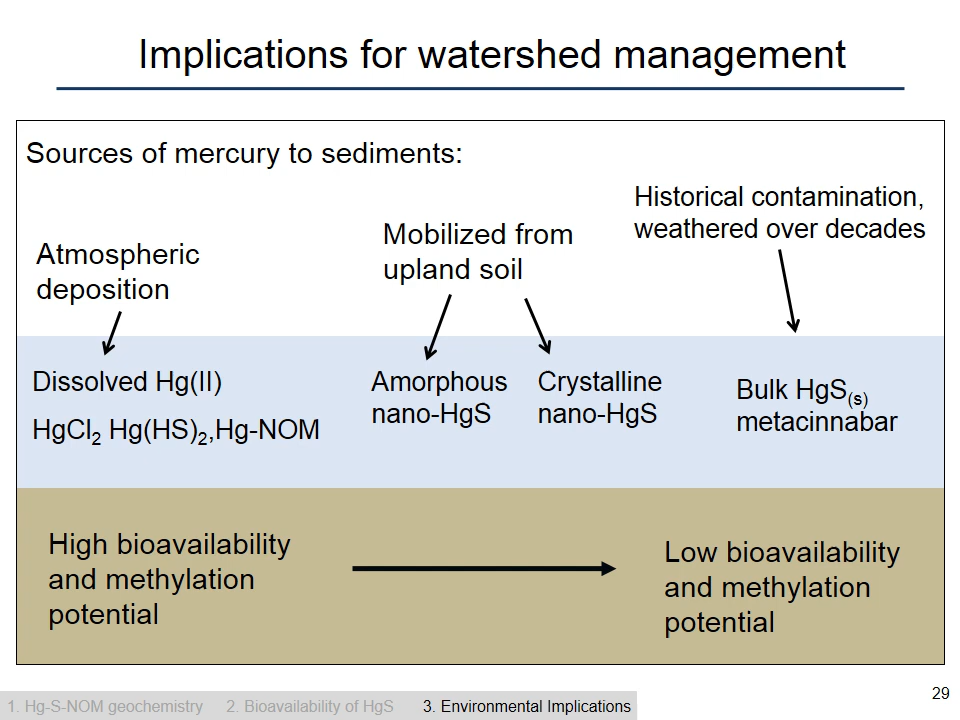 Implications for watershed management
Sources of mercury to sediments:
Atmospheric
deposition
Mobilized from
upland soil
Historical contamination,
weathered over decades
Dissolved Hg(II)
HgCl2 Hg(HS)2,Hg-NOM
Amorphous
nano-HgS
Crystalline
nano-HgS
Bulk HgS(s)
metacinnabar
High bioavailability
and methylation
potential
Low bioavailability
and methylation
potential
1. Hg-S-NOM geochemistry 2. Bioavailability of HgS 3. Environmental Implications
29